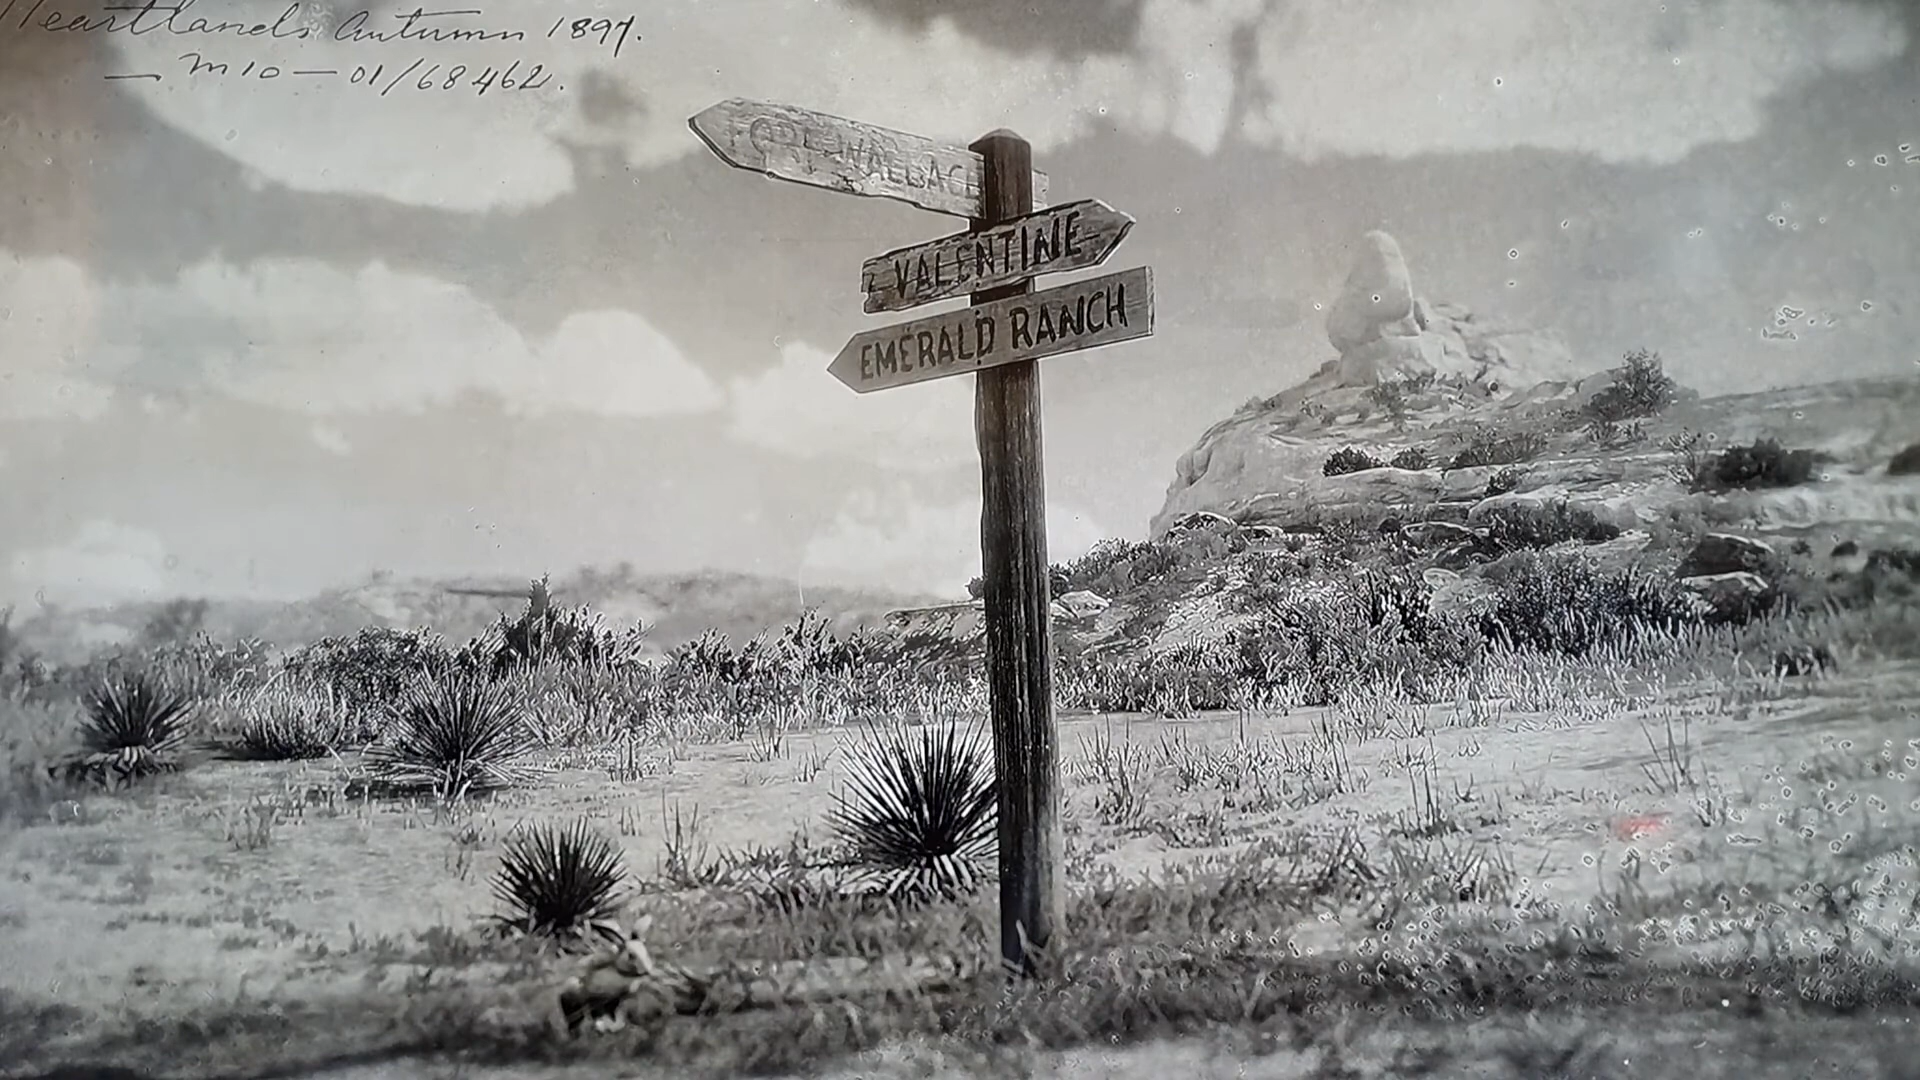 Heartlands Autumn 1897.
— M10 — 01/68462.
FORT WALLACE
VALENTINE
EMERALD RANCH